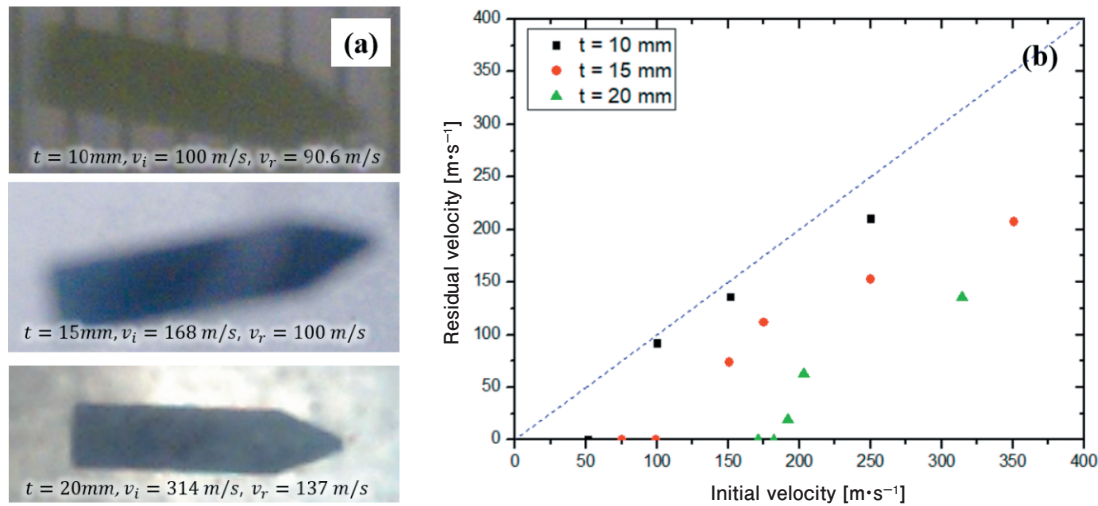 (a)
t = 10mm, v_i = 100 m/s, v_r = 90.6 m/s
t = 15mm, v_i = 168 m/s, v_r = 100 m/s
t = 20mm, v_i = 314 m/s, v_r = 137 m/s
(b)
t = 10 mm
t = 15 mm
t = 20 mm
400
350
300
250
200
150
100
50
0
Residual velocity [m·s⁻¹]
0 50 100 150 200 250 300 350 400
Initial velocity [m·s⁻¹]